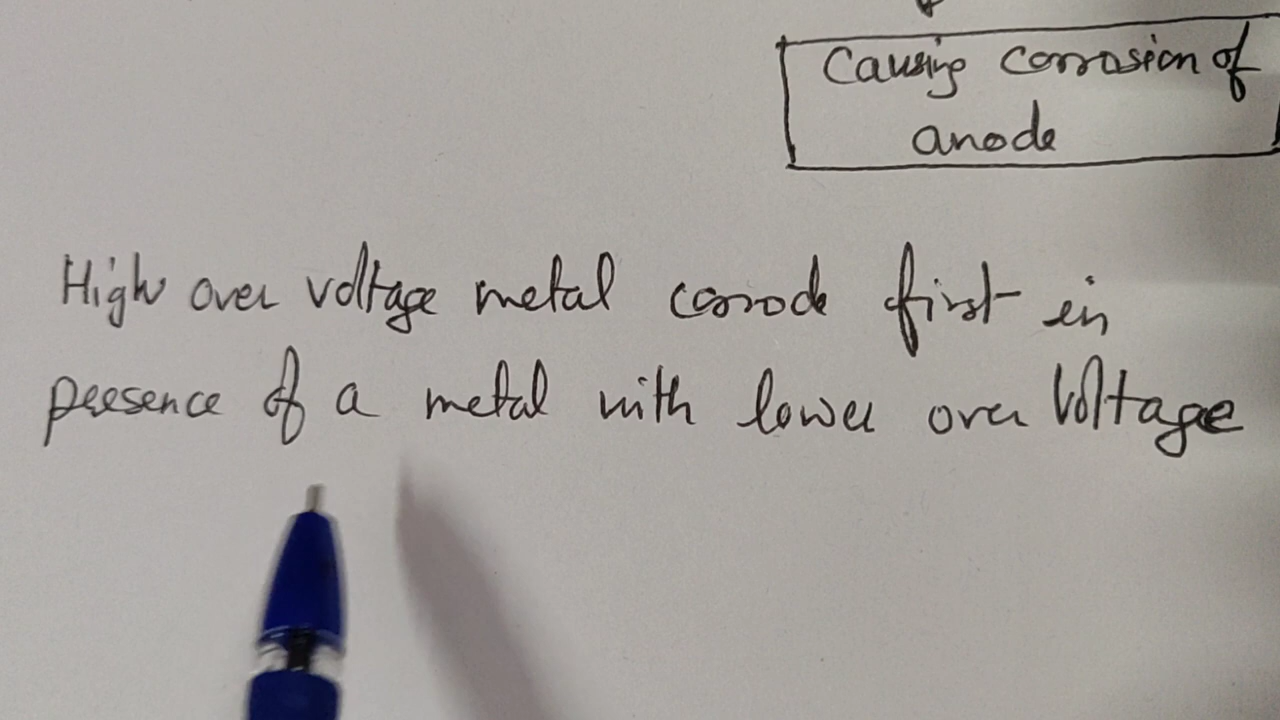 Causing corrosion of
anode
High over voltage metal corrode first in
presence of a metal with lower over voltage